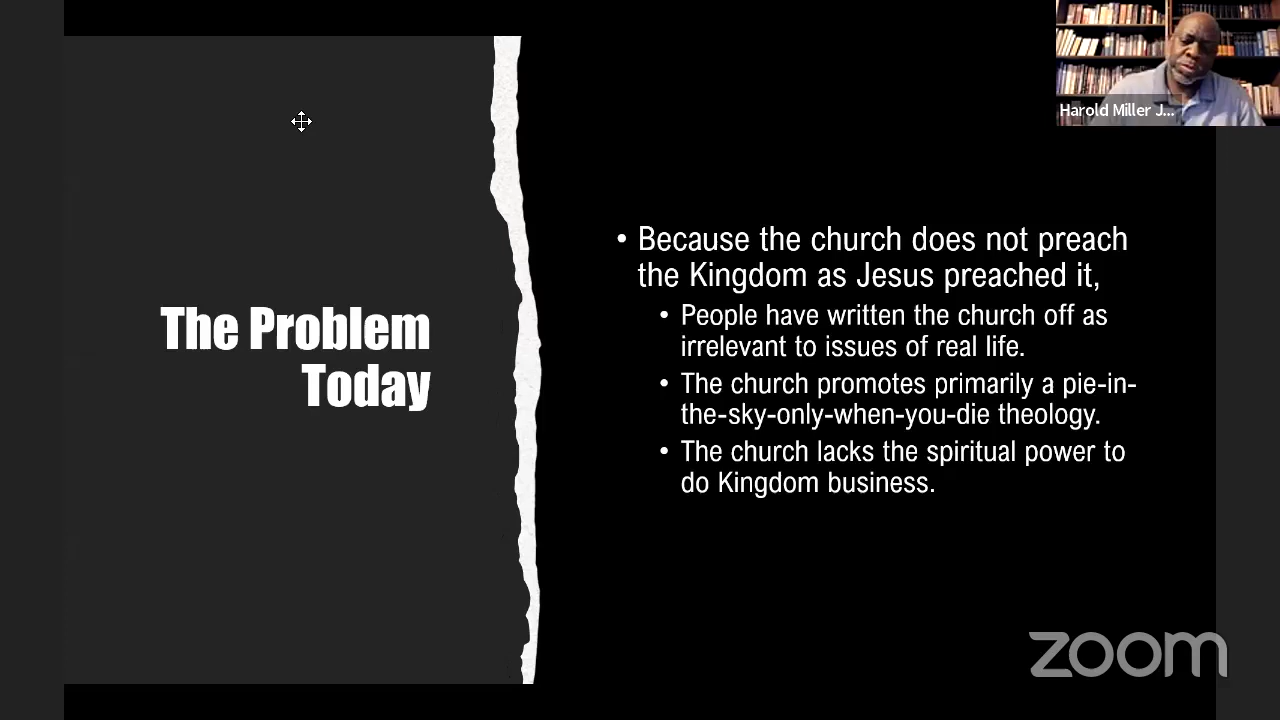 Harold Miller J...
The Problem
Today
• Because the church does not preach
the Kingdom as Jesus preached it,
• People have written the church off as
irrelevant to issues of real life.
• The church promotes primarily a pie-in-
the-sky-only-when-you-die theology.
• The church lacks the spiritual power to
do Kingdom business.
zoom